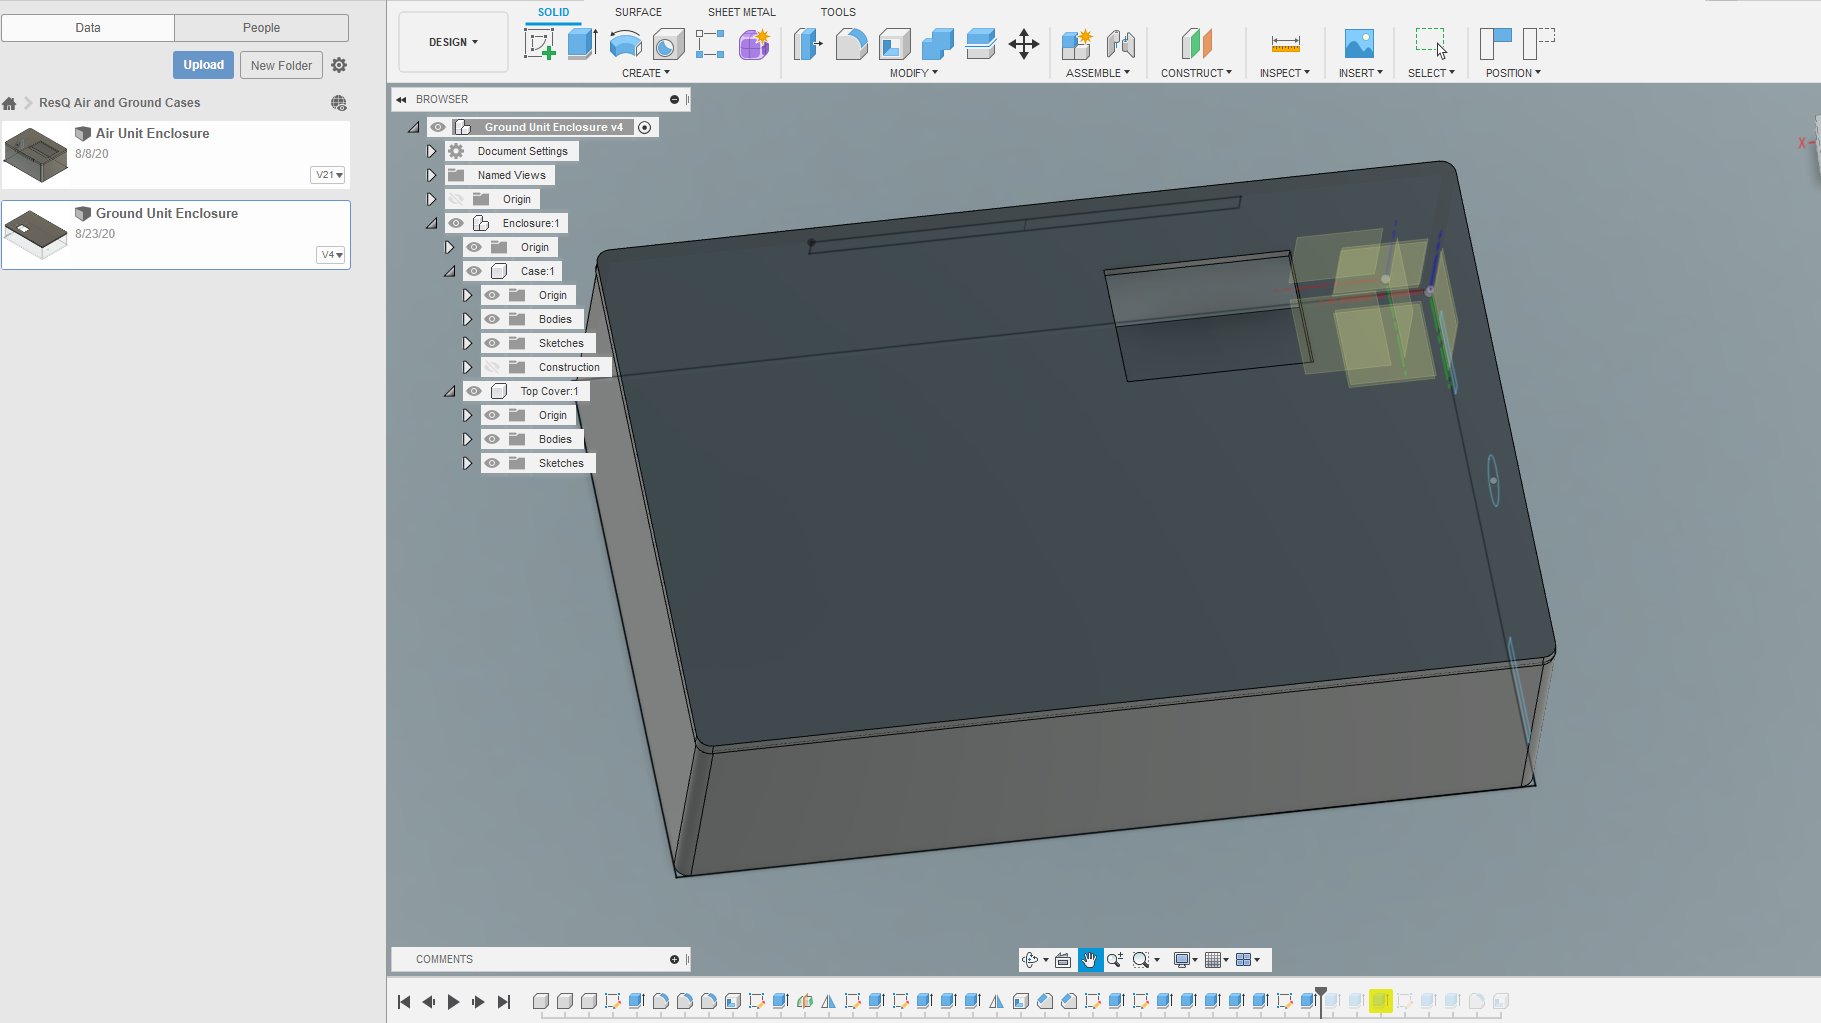 Data
People
Upload
New Folder
ResQ Air and Ground Cases
Air Unit Enclosure
8/8/20
V21
Ground Unit Enclosure
8/23/20
V4
DESIGN
SOLID
SURFACE
SHEET METAL
TOOLS
CREATE
MODIFY
ASSEMBLE
CONSTRUCT
INSPECT
INSERT
SELECT
POSITION
BROWSER
Ground Unit Enclosure v4
Document Settings
Named Views
Origin
Enclosure:1
Origin
Case:1
Origin
Bodies
Sketches
Construction
Top Cover:1
Origin
Bodies
Sketches
X
COMMENTS